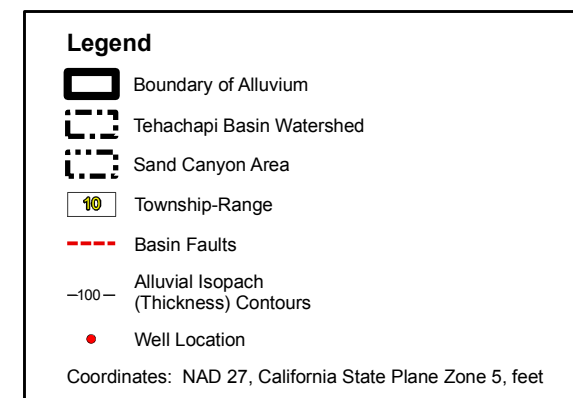 Legend
Boundary of Alluvium
Tehachapi Basin Watershed
Sand Canyon Area
10 Township-Range
Basin Faults
–100– Alluvial Isopach
(Thickness) Contours
Well Location
Coordinates: NAD 27, California State Plane Zone 5, feet